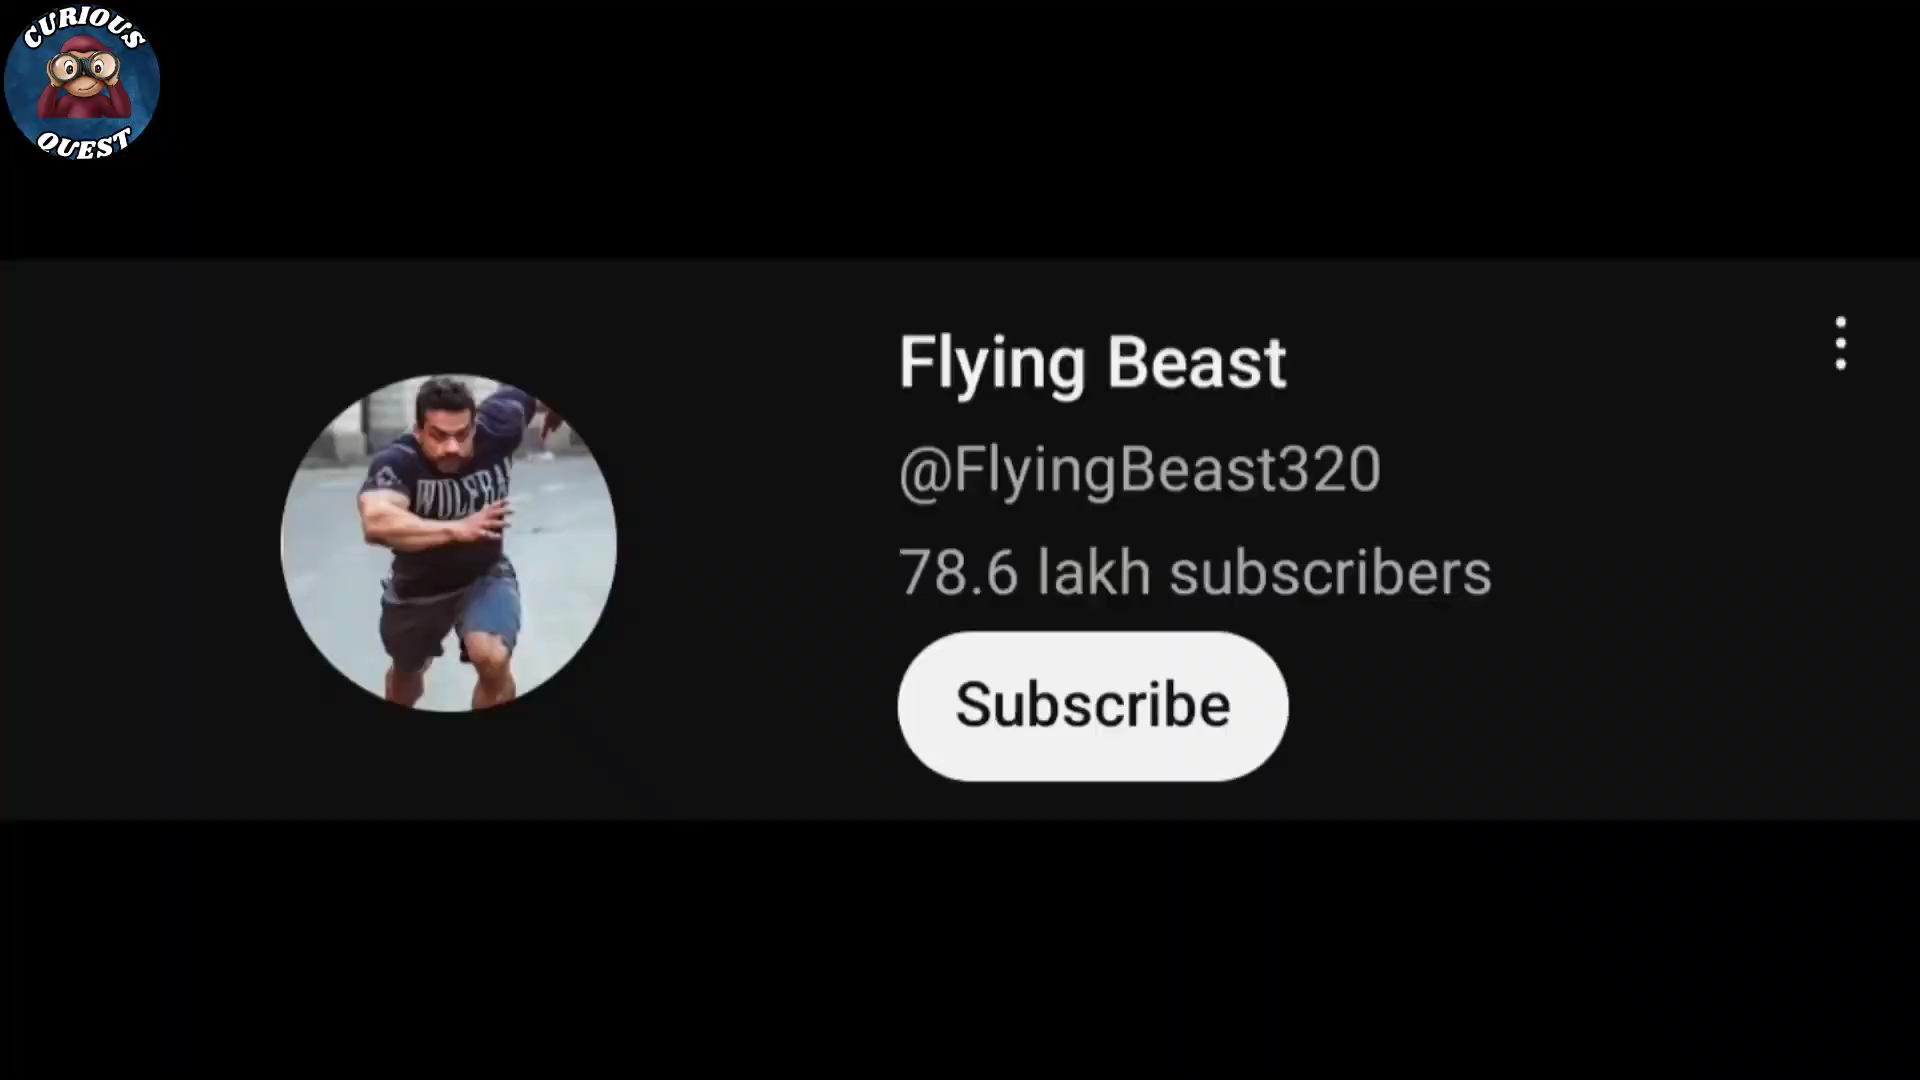 CURIOUS
QUEST
Flying Beast
@FlyingBeast320
78.6 lakh subscribers
Subscribe